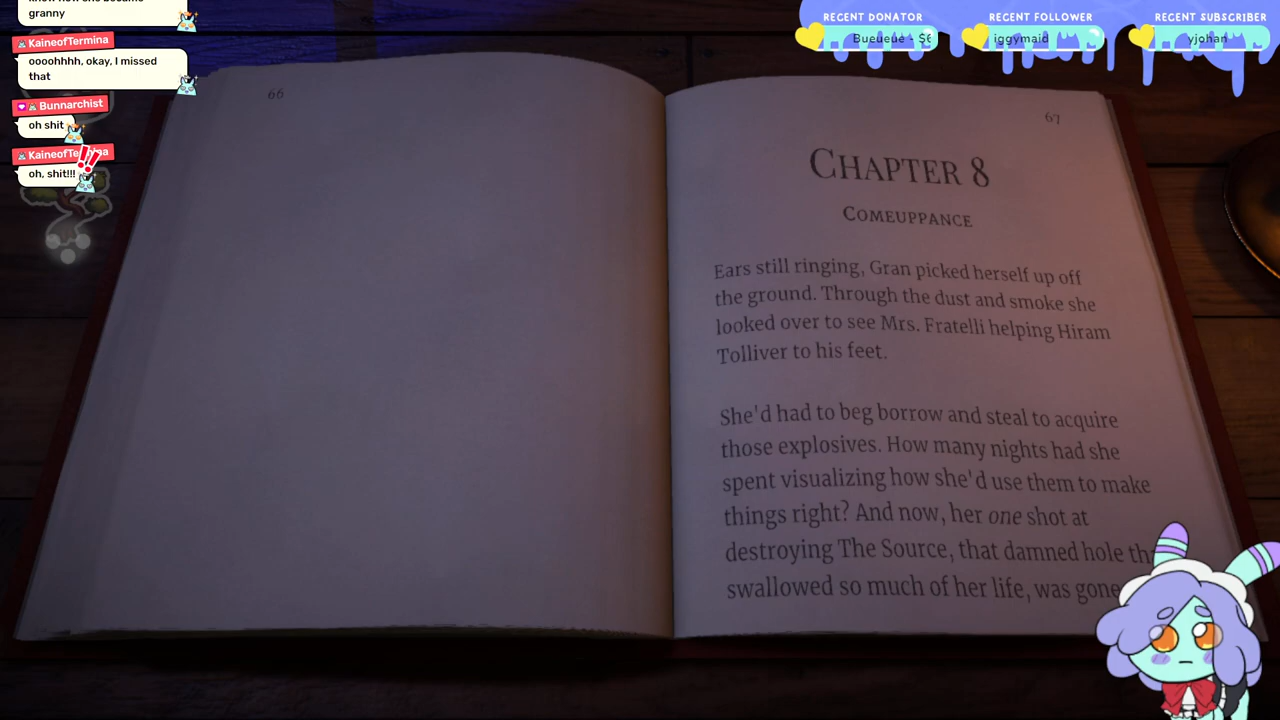 granny
KaineofTermina
oooohhhh, okay, I missed
that
Bunnarchist
oh shit
oh, shit!!!
RECENT DONATOR
Bueueue - $6
RECENT FOLLOWER
iggymaid
RECENT SUBSCRIBER
vjohan
66
67
CHAPTER 8
COMEUPPANCE
Ears still ringing, Gran picked herself up off
the ground. Through the dust and smoke she
looked over to see Mrs. Fratelli helping Hiram
Tolliver to his feet.
She'd had to beg borrow and steal to acquire
those explosives. How many nights had she
spent visualizing how she'd use them to make
things right? And now, her one shot at
destroying The Source, that damned hole
swallowed so much of her life, was gone